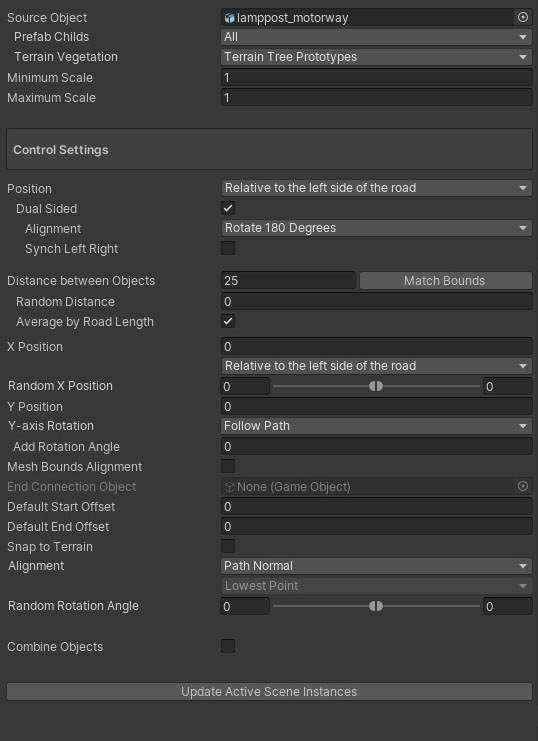 Source Object lamppost_motorway
Prefab Childs All
Terrain Vegetation Terrain Tree Prototypes
Minimum Scale 1
Maximum Scale 1
Control Settings
Position Relative to the left side of the road
Dual Sided
Alignment Rotate 180 Degrees
Synch Left Right
Distance between Objects 25 Match Bounds
Random Distance 0
Average by Road Length
X Position 0
Relative to the left side of the road
Random X Position 0 0
Y Position 0
Y-axis Rotation Follow Path
Add Rotation Angle 0
Mesh Bounds Alignment
End Connection Object None (Game Object)
Default Start Offset 0
Default End Offset 0
Snap to Terrain
Alignment Path Normal
Lowest Point
Random Rotation Angle 0 0
Combine Objects
Update Active Scene Instances